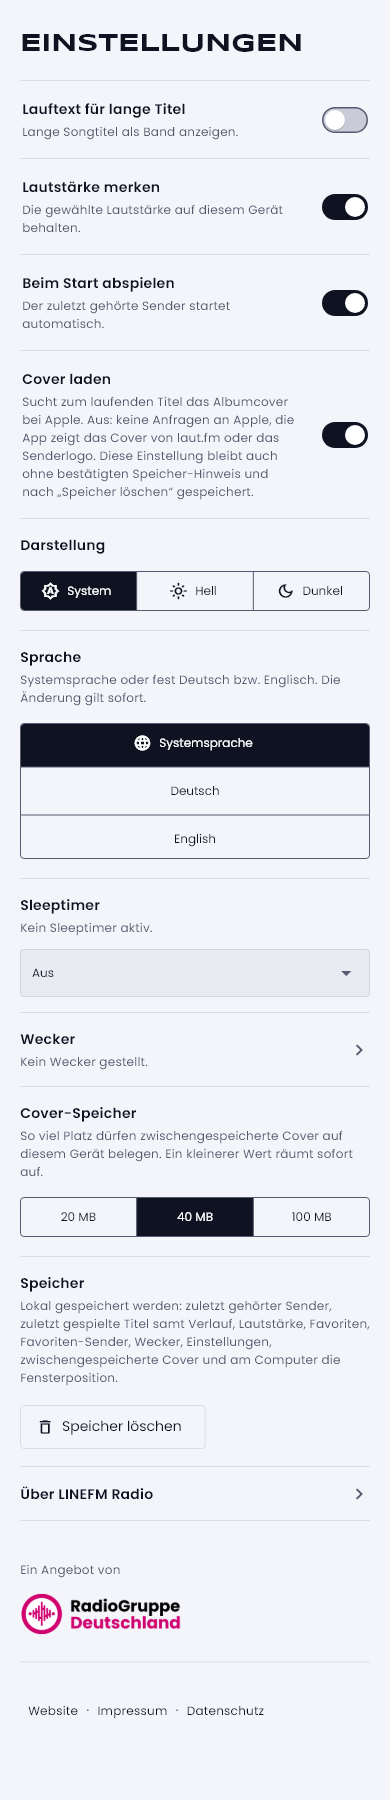 EINSTELLUNGEN
Lauftext für lange Titel
Lange Songtitel als Band anzeigen.
Lautstärke merken
Die gewählte Lautstärke auf diesem Gerät
behalten.
Beim Start abspielen
Der zuletzt gehörte Sender startet
automatisch.
Cover laden
Sucht zum laufenden Titel das Albumcover
bei Apple. Aus: keine Anfragen an Apple, die
App zeigt das Cover von laut.fm oder das
Senderlogo. Diese Einstellung bleibt auch
ohne bestätigten Speicher-Hinweis und
nach „Speicher löschen“ gespeichert.
Darstellung
System Hell Dunkel
Sprache
Systemsprache oder fest Deutsch bzw. Englisch. Die
Änderung gilt sofort.
Systemsprache
Deutsch
English
Sleeptimer
Kein Sleeptimer aktiv.
Aus
Wecker
Kein Wecker gestellt.
Cover-Speicher
So viel Platz dürfen zwischengespeicherte Cover auf
diesem Gerät belegen. Ein kleinerer Wert räumt sofort
auf.
20 MB 40 MB 100 MB
Speicher
Lokal gespeichert werden: zuletzt gehörter Sender,
zuletzt gespielte Titel samt Verlauf, Lautstärke, Favoriten,
Favoriten-Sender, Wecker, Einstellungen,
zwischengespeicherte Cover und am Computer die
Fensterposition.
Speicher löschen
Über LINEFM Radio
Ein Angebot von
RadioGruppe
Deutschland
Website · Impressum · Datenschutz